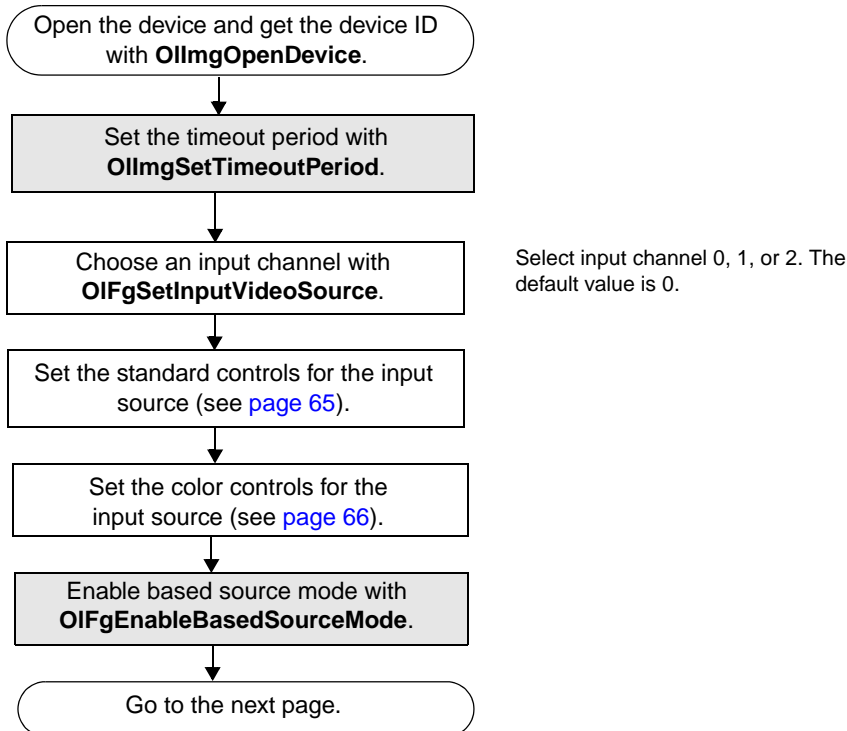 Open the device and get the device ID
with OlImgOpenDevice.
Set the timeout period with
OlImgSetTimeoutPeriod.
Choose an input channel with
OlFgSetInputVideoSource.
Select input channel 0, 1, or 2. The
default value is 0.
Set the standard controls for the input
source (see page 65).
Set the color controls for the
input source (see page 66).
Enable based source mode with
OlFgEnableBasedSourceMode.
Go to the next page.